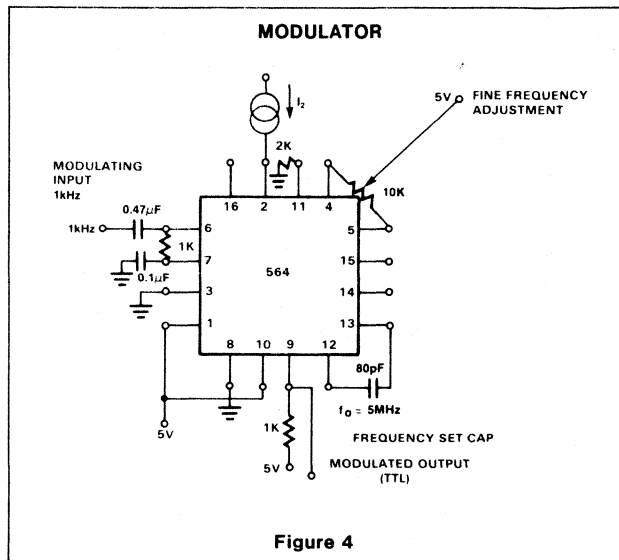 MODULATOR
I₂
5V
FINE FREQUENCY
ADJUSTMENT
2K
MODULATING
INPUT
1kHz
0.47μF
10K
16 2 11 4
1kHz
6
1K
5
7
0.1μF
564
15
3
14
1
13
8 10 9 12
80pF
f₀ = 5MHz
5V
1K
FREQUENCY SET CAP
5V
MODULATED OUTPUT
(TTL)
Figure 4